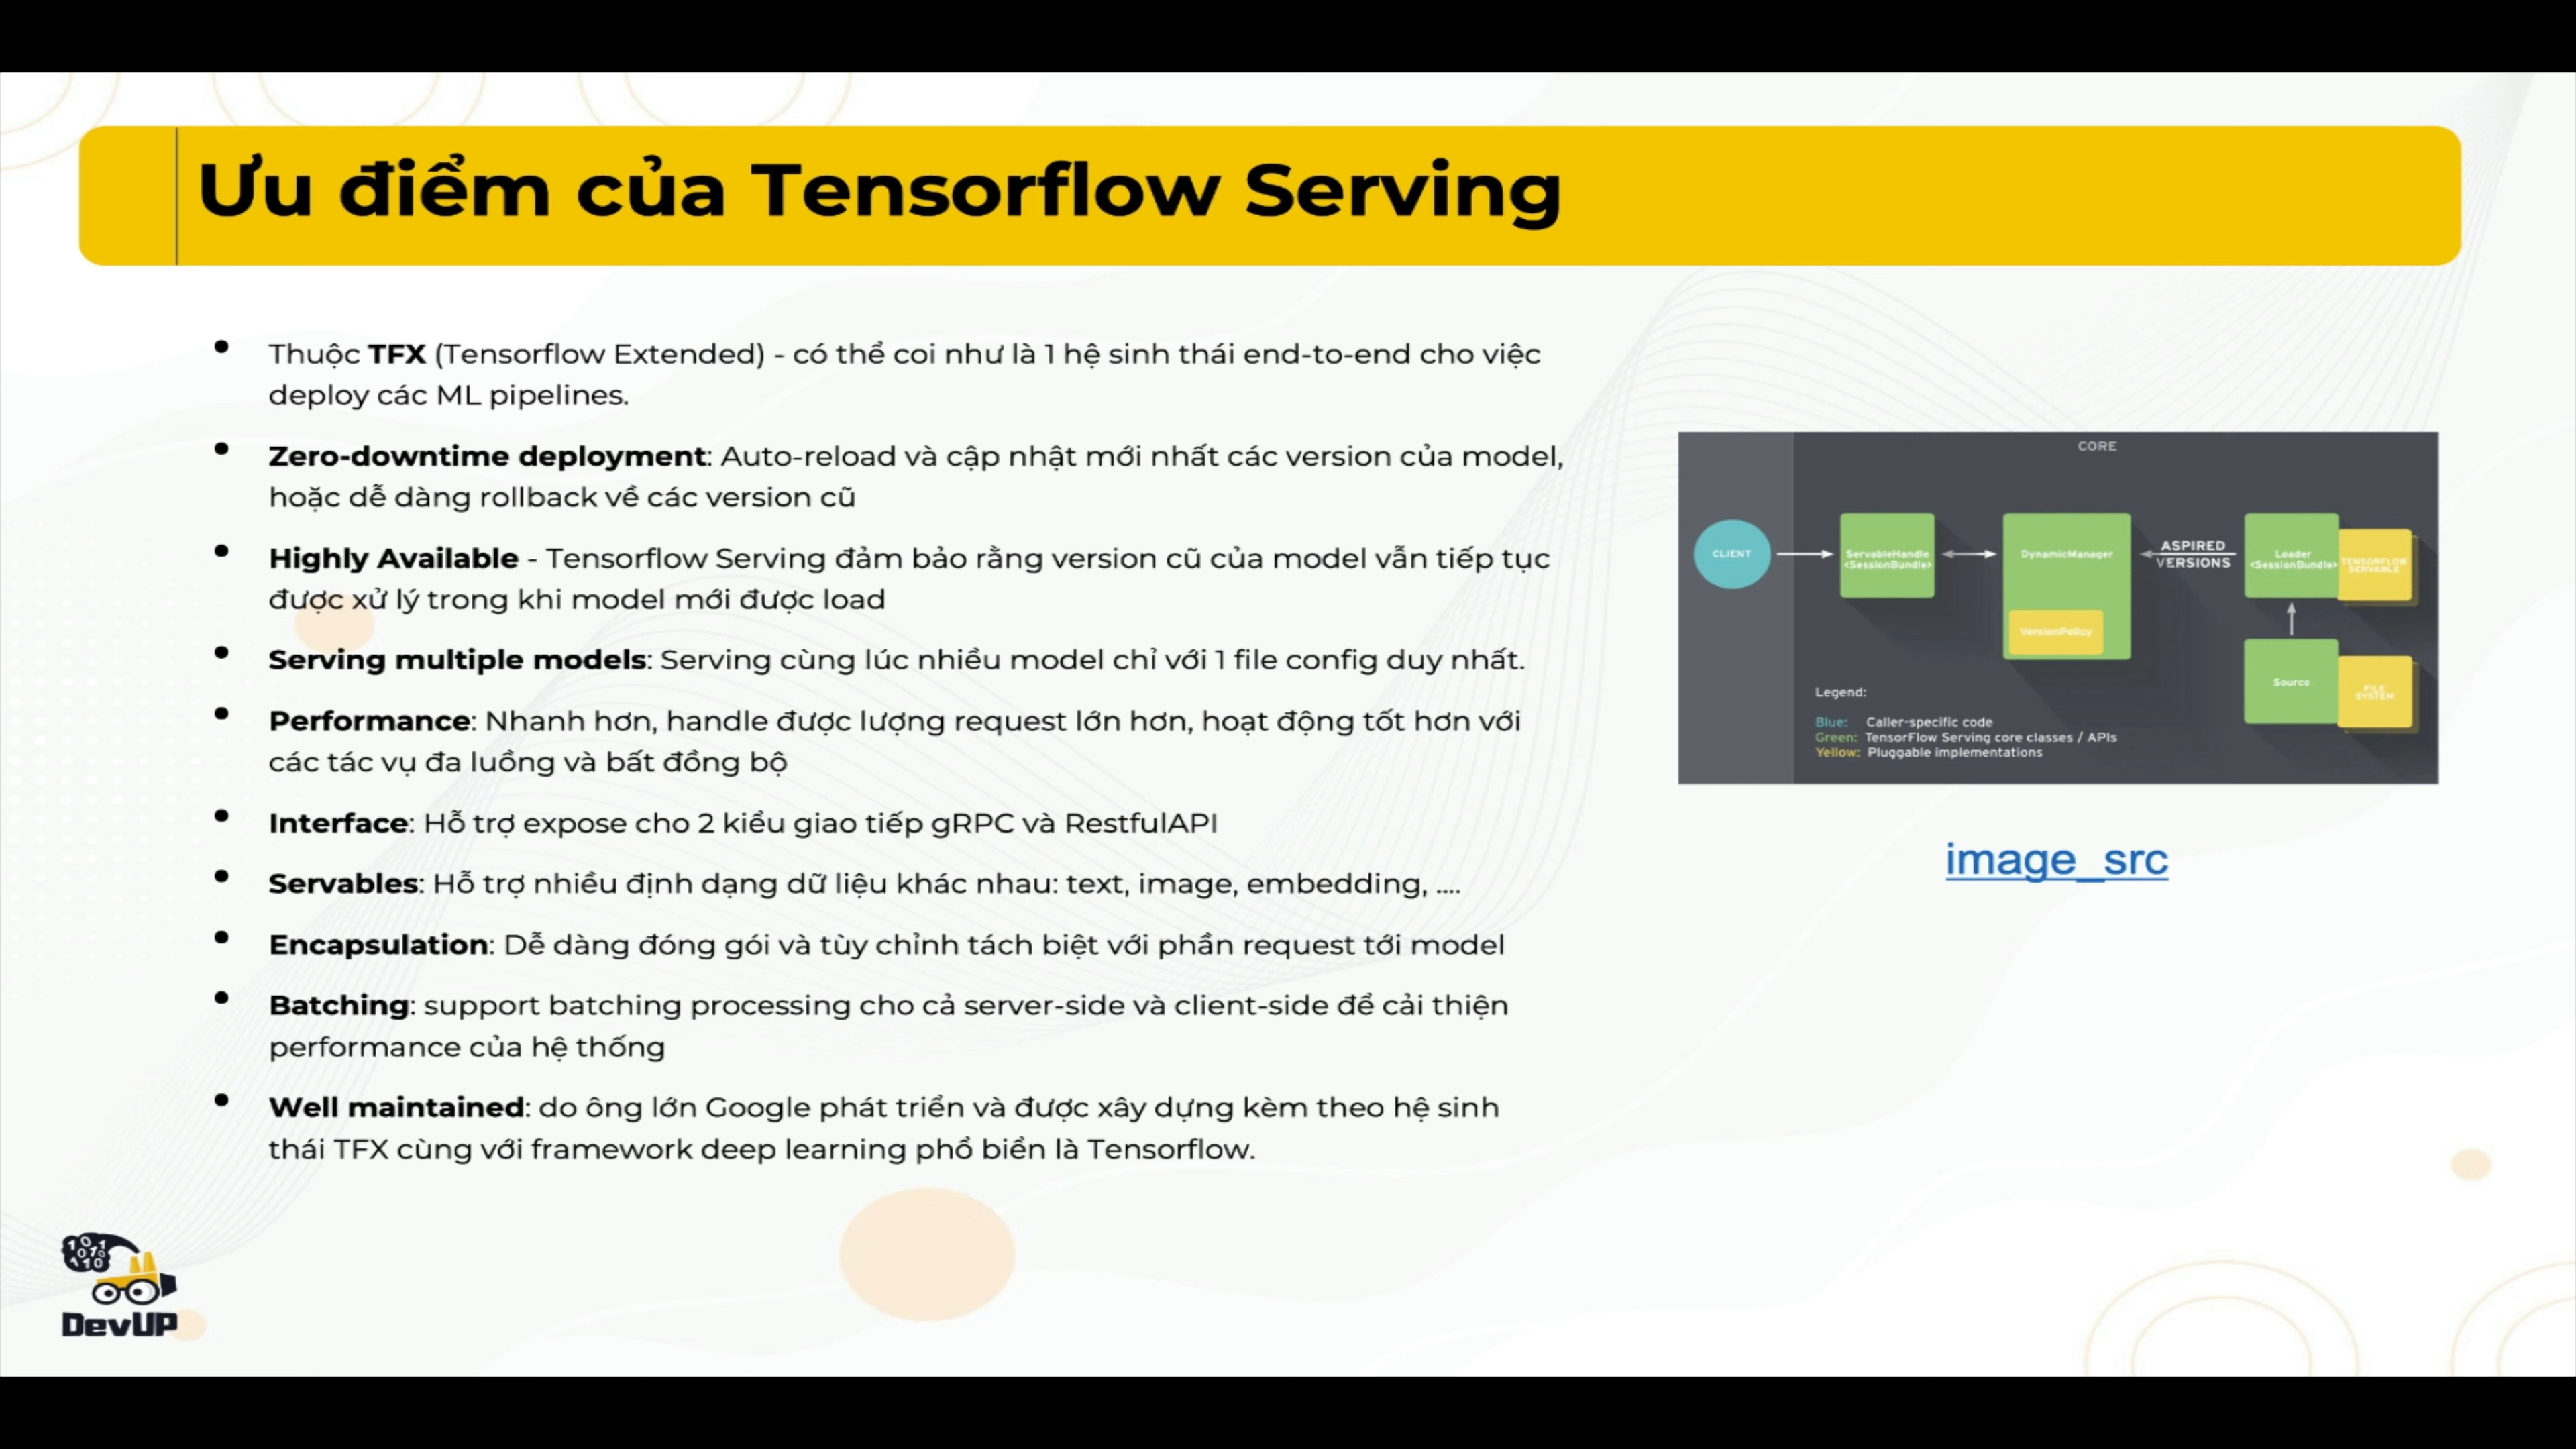 Ưu điểm của Tensorflow Serving
• Thuộc TFX (Tensorflow Extended) - có thể coi như là 1 hệ sinh thái end-to-end cho việc
deploy các ML pipelines.
• Zero-downtime deployment: Auto-reload và cập nhật mới nhất các version của model,
hoặc dễ dàng rollback về các version cũ
• Highly Available - Tensorflow Serving đảm bảo rằng version cũ của model vẫn tiếp tục
được xử lý trong khi model mới được load
• Serving multiple models: Serving cùng lúc nhiều model chỉ với 1 file config duy nhất.
• Performance: Nhanh hơn, handle được lượng request lớn hơn, hoạt động tốt hơn với
các tác vụ đa luồng và bất đồng bộ
• Interface: Hỗ trợ expose cho 2 kiểu giao tiếp gRPC và RestfulAPI
• Servables: Hỗ trợ nhiều định dạng dữ liệu khác nhau: text, image, embedding, ....
• Encapsulation: Dễ dàng đóng gói và tùy chỉnh tách biệt với phần request tới model
• Batching: support batching processing cho cả server-side và client-side để cải thiện
performance của hệ thống
• Well maintained: do ông lớn Google phát triển và được xây dựng kèm theo hệ sinh
thái TFX cùng với framework deep learning phổ biển là Tensorflow.
CORE
CLIENT
ServableHandle
<SessionBundle>
DynamicManager
VersionPolicy
ASPIRED
VERSIONS
Loader
<SessionBundle>
TENSORFLOW
SERVABLE
Source
FILE
SYSTEM
Legend:
Blue: Caller-specific code
Green: TensorFlow Serving core classes / APIs
Yellow: Pluggable implementations
image_src
101
1010
110
DevUP